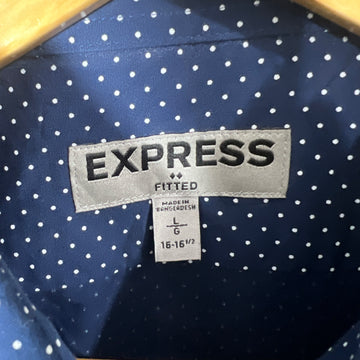 EXPRESS
FITTED
MADE IN
BANGLADESH
L
G
16-16 1/2